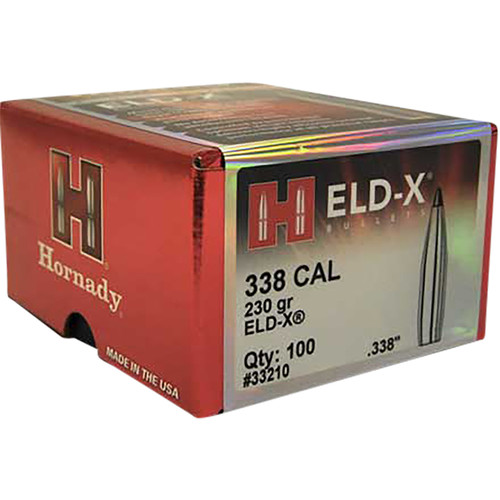 H
Hornady®
MADE IN THE USA
H ELD-X®
BULLETS
338 CAL
230 gr
ELD-X®
Qty: 100
#33210 .338"